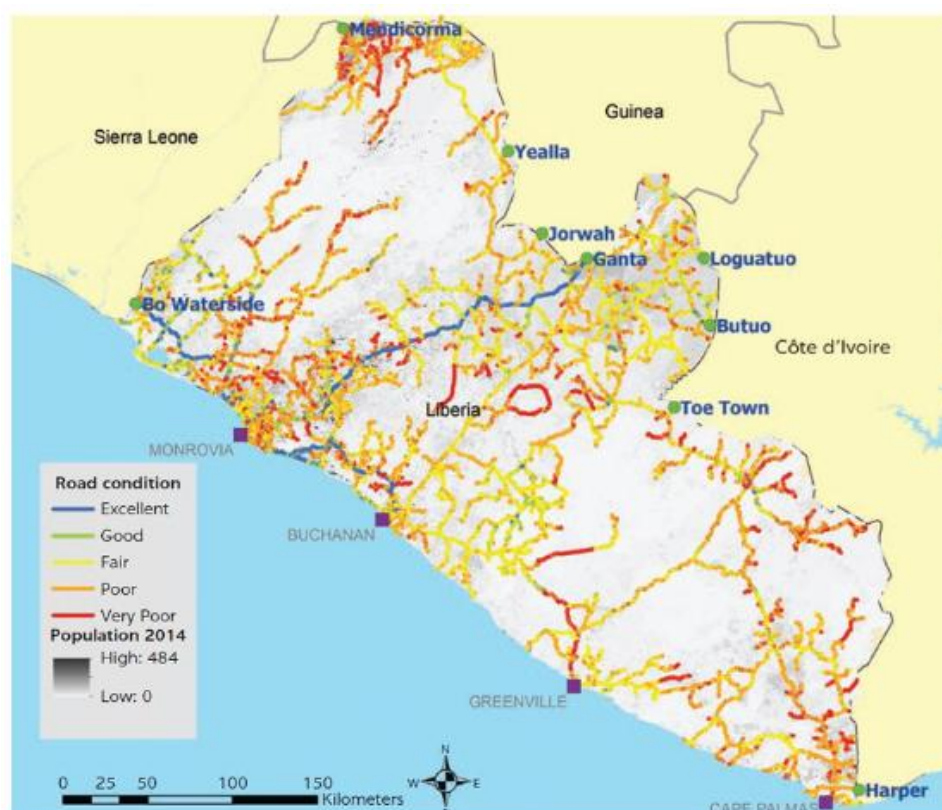 Mendicorma
Guinea
Sierra Leone
Yealla
Jorwah
Ganta
Loguatuo
Bo Waterside
Butuo
Côte d'Ivoire
Toe Town
Liberia
MONROVIA
Road condition
Excellent
Good
Fair
Poor
Very Poor
Population 2014
High: 484
Low: 0
BUCHANAN
GREENVILLE
N
W E
S
0 25 50 100 150
Kilometers
Harper
CAPE PALMAS